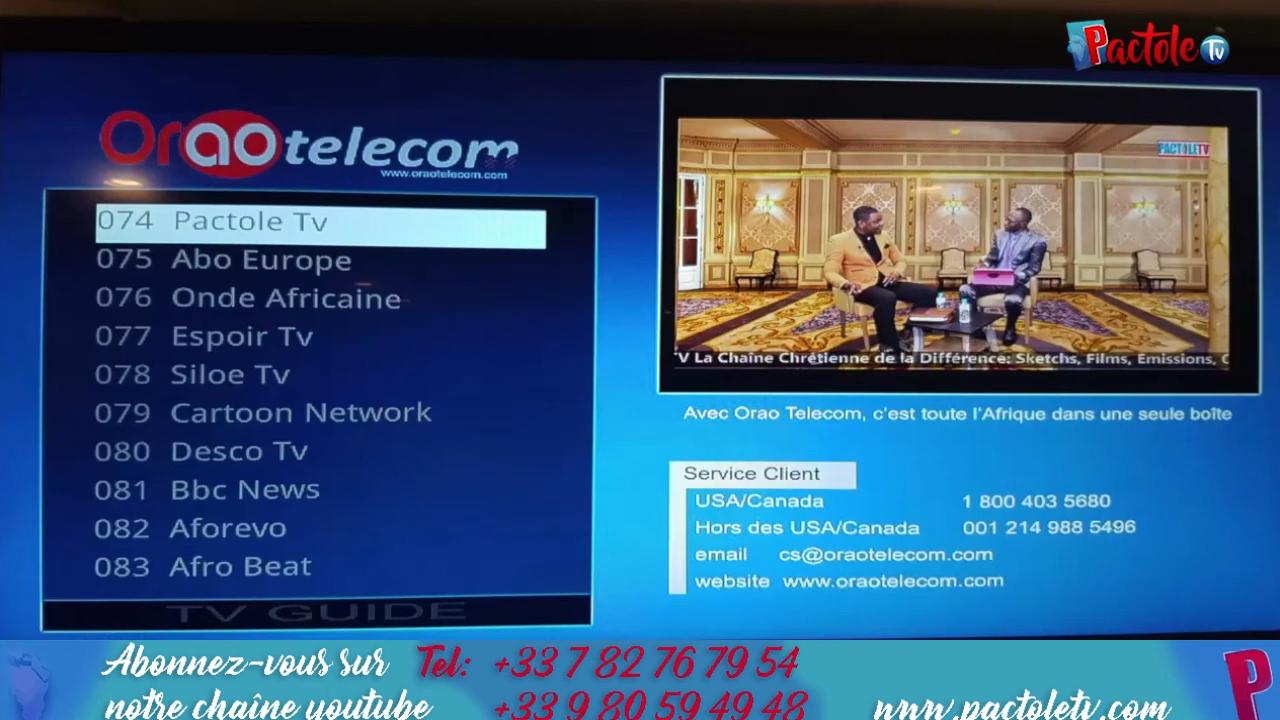 Pactole Tv
Oraotelecom
www.oraotelecom.com
074 Pactole Tv
075 Abo Europe
076 Onde Africaine
077 Espoir Tv
078 Siloe Tv
079 Cartoon Network
080 Desco Tv
081 Bbc News
082 Aforevo
083 Afro Beat
TV GUIDE
PACTOLETV
V La Chaîne Chrétienne de la Différence: Sketchs, Films, Emissions,
Avec Orao Telecom, c'est toute l'Afrique dans une seule boîte
Service Client
USA/Canada 1 800 403 5680
Hors des USA/Canada 001 214 988 5496
email cs@oraotelecom.com
website www.oraotelecom.com
Abonnez-vous sur
notre chaîne youtube
Tel: +33 7 82 76 79 54
+33 9 80 59 49 48
www.pactoletv.com
P